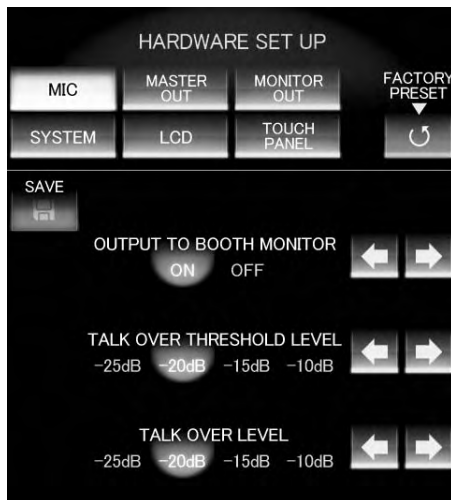 HARDWARE SET UP
MIC
MASTER OUT
MONITOR OUT
FACTORY PRESET
SYSTEM
LCD
TOUCH PANEL
SAVE
OUTPUT TO BOOTH MONITOR
ON OFF
TALK OVER THRESHOLD LEVEL
-25dB -20dB -15dB -10dB
TALK OVER LEVEL
-25dB -20dB -15dB -10dB